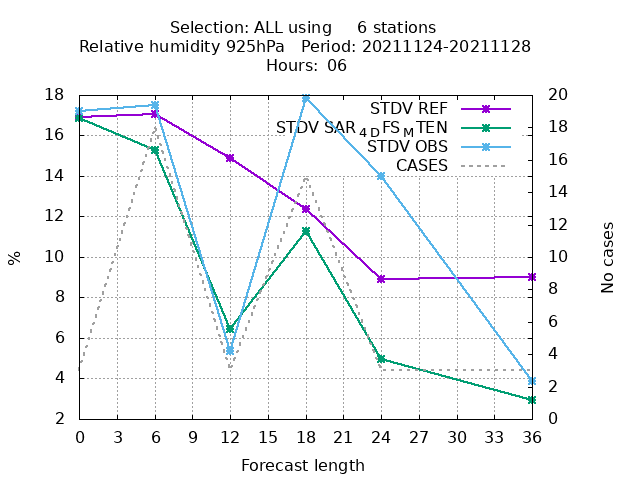 Selection: ALL using     6 stations
Relative humidity 925hPa   Period: 20211124-20211128
Hours: 06
18
16
14
12
10
8
6
4
2
%
20
18
16
14
12
10
8
6
4
2
0
No cases
STDV REF
STDV SAR4DFSMTEN
STDV OBS
CASES
0 3 6 9 12 15 18 21 24 27 30 33 36
Forecast length